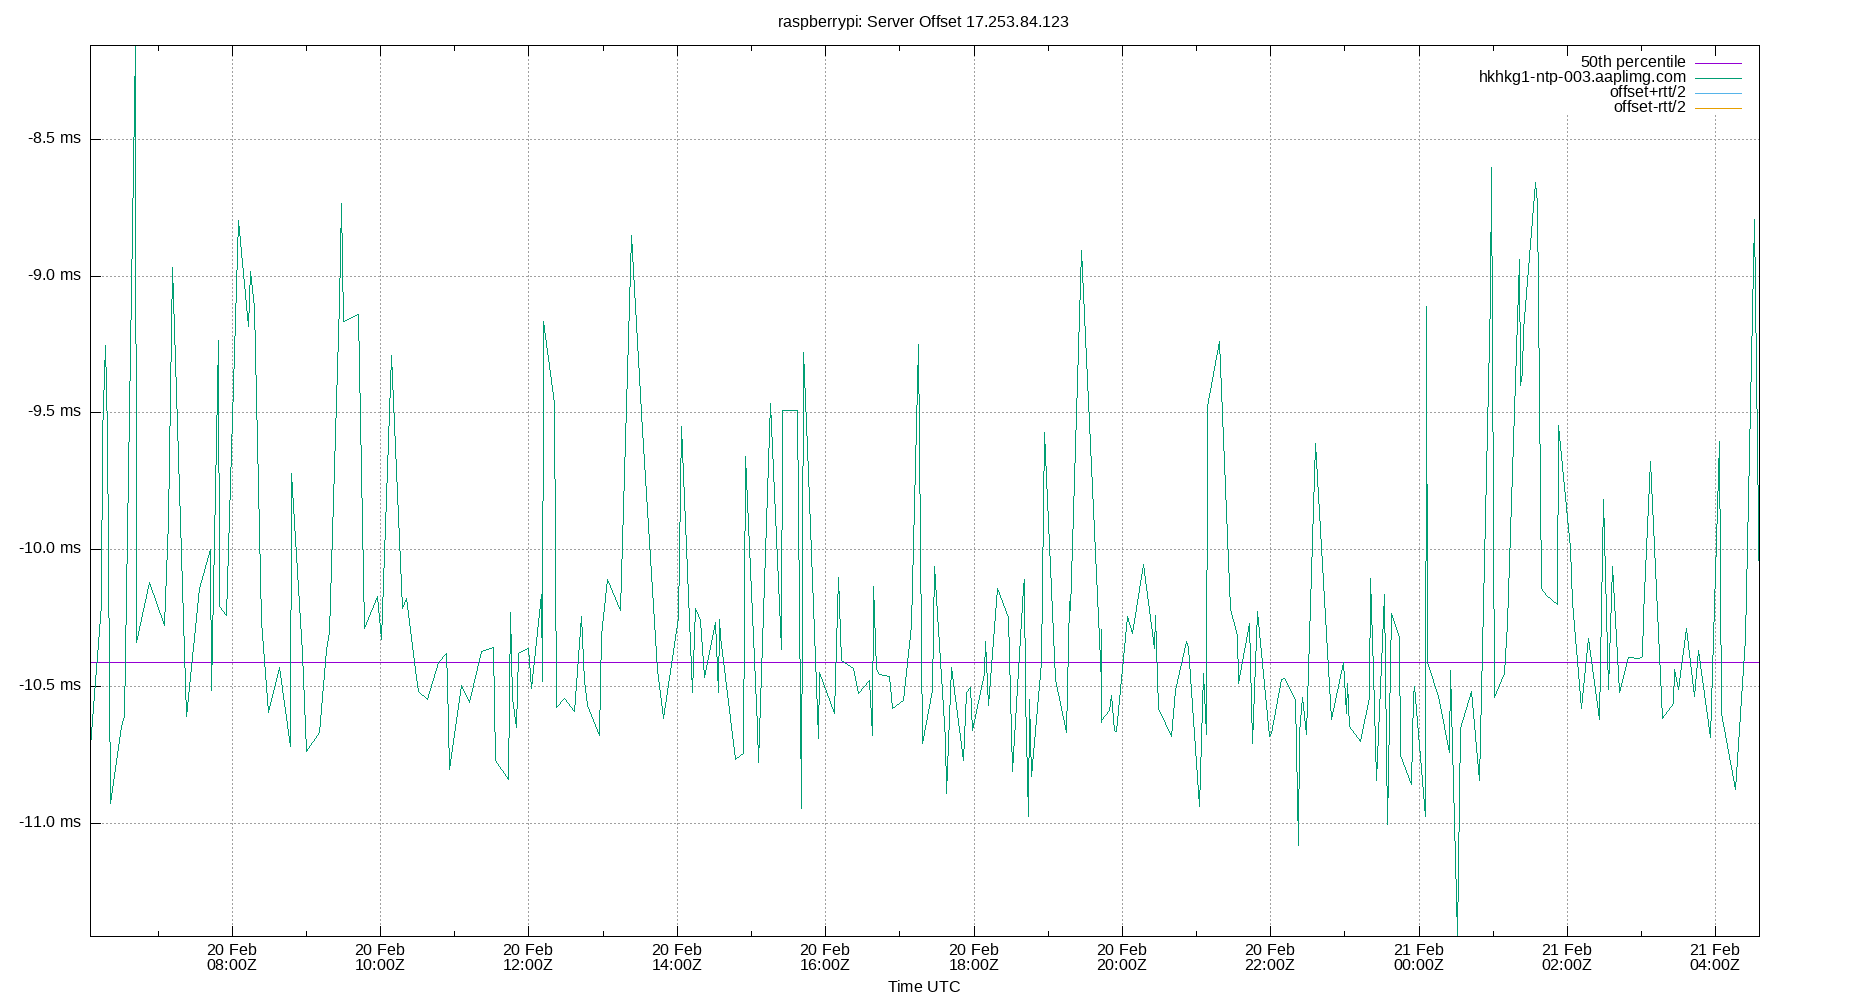 raspberrypi: Server Offset 17.253.84.123
50th percentile
hkhkg1-ntp-003.aaplimg.com
offset+rtt/2
offset-rtt/2
-8.5 ms
-9.0 ms
-9.5 ms
-10.0 ms
-10.5 ms
-11.0 ms
20 Feb 20 Feb 20 Feb 20 Feb 20 Feb 20 Feb 20 Feb 20 Feb 21 Feb 21 Feb 21 Feb
08:00Z 10:00Z 12:00Z 14:00Z 16:00Z 18:00Z 20:00Z 22:00Z 00:00Z 02:00Z 04:00Z
Time UTC